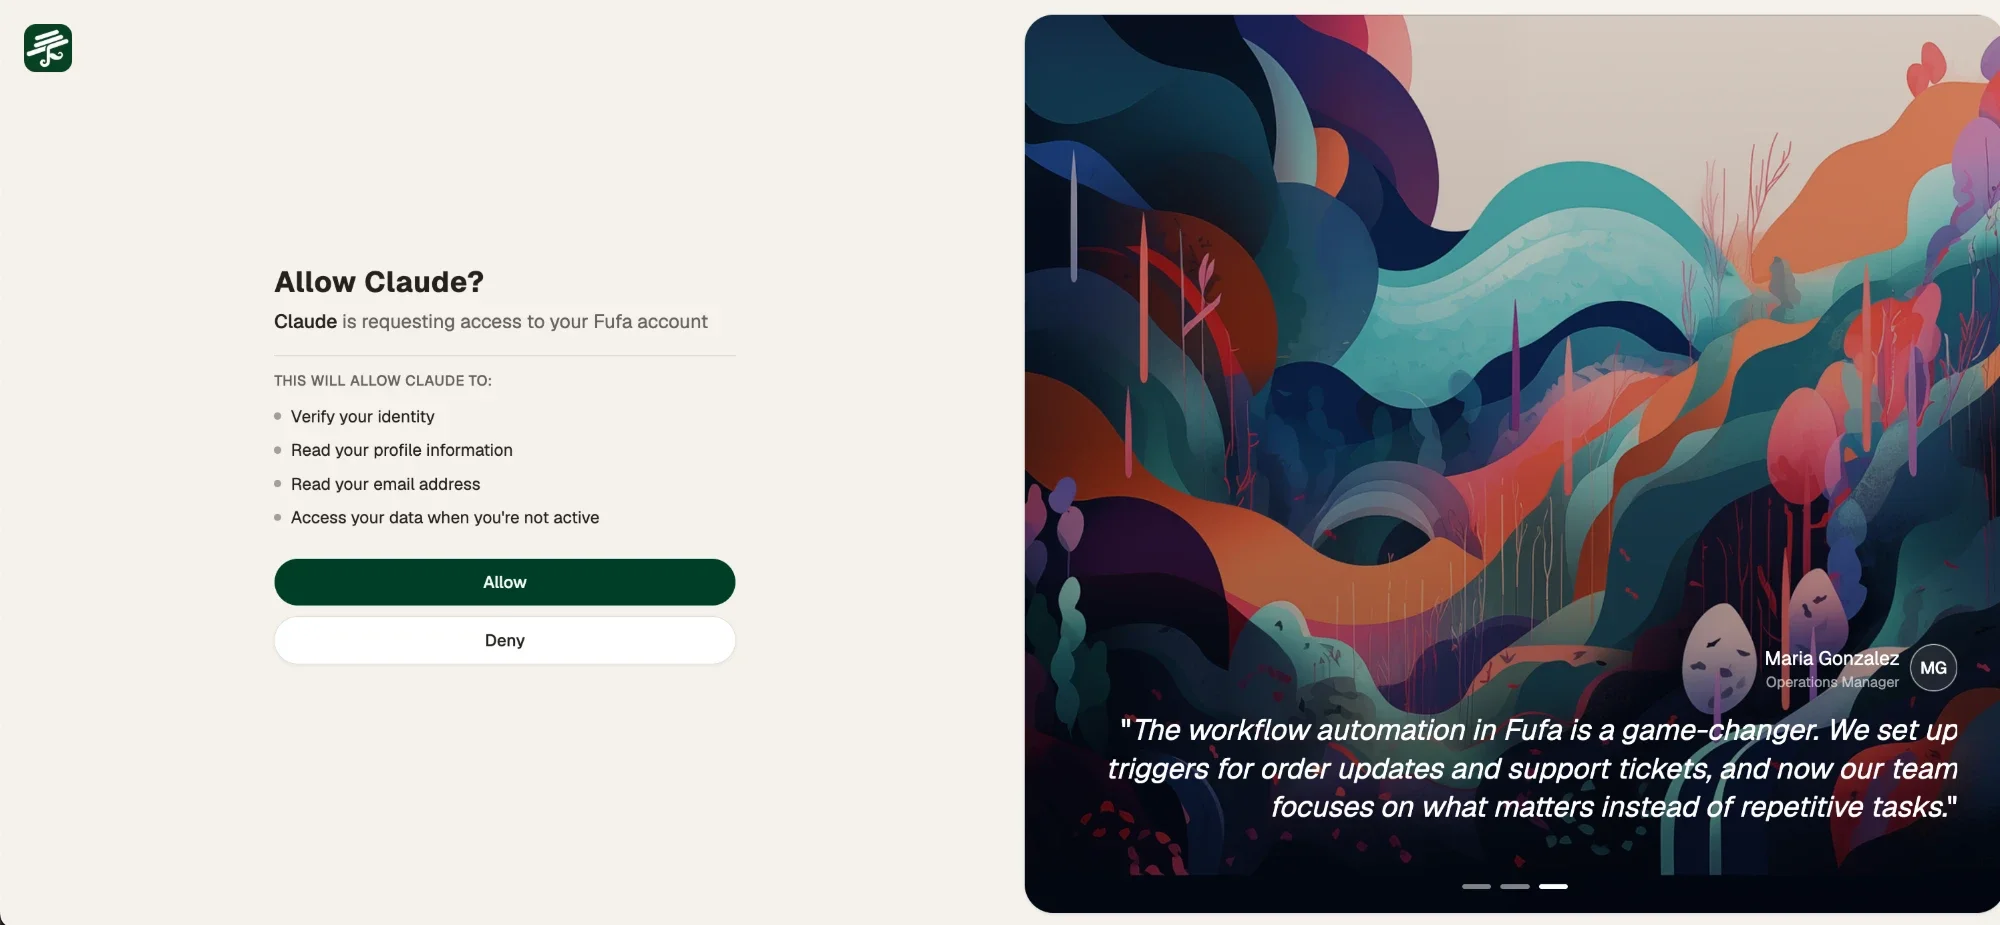 Allow Claude?
Claude is requesting access to your Fufa account
THIS WILL ALLOW CLAUDE TO:
Verify your identity
Read your profile information
Read your email address
Access your data when you're not active
Allow
Deny
Maria Gonzalez
Operations Manager
MG
"The workflow automation in Fufa is a game-changer. We set up
triggers for order updates and support tickets, and now our team
focuses on what matters instead of repetitive tasks."